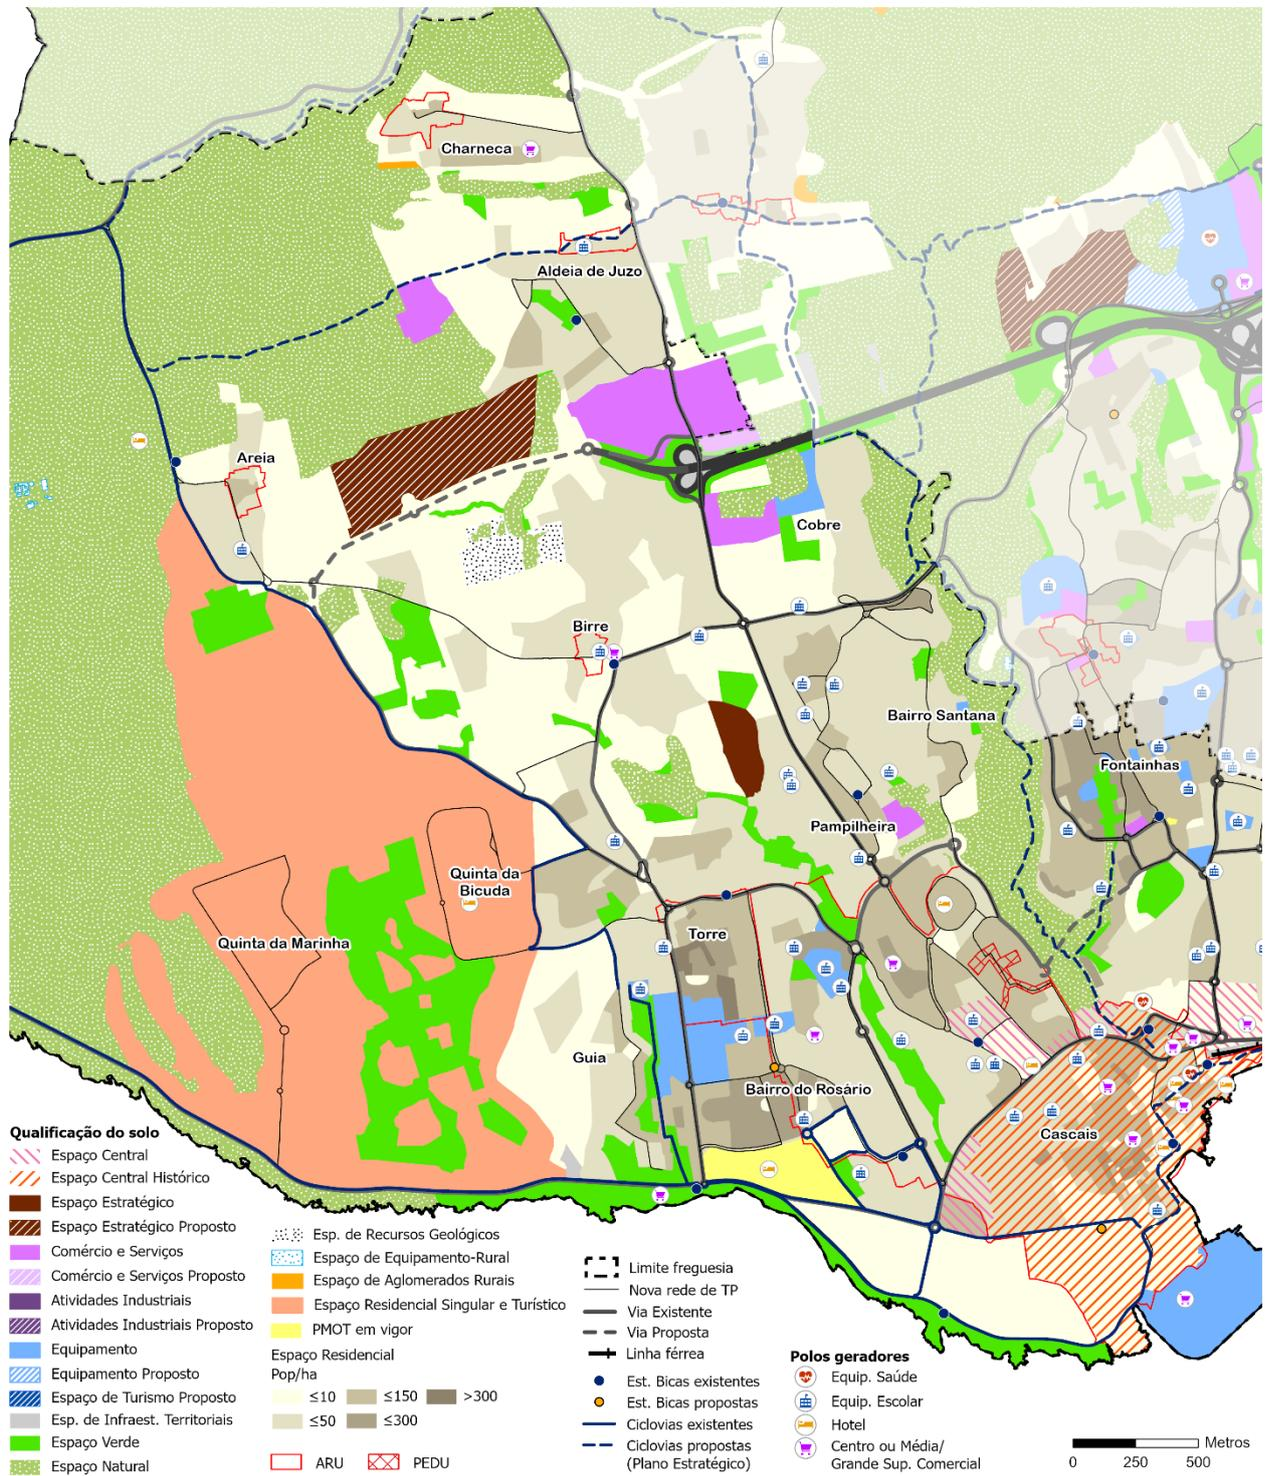 Charneca
Aldeia de Juzo
Areia
Cobre
Birre
Bairro Santana
Fontainhas
Pampilheira
Quinta da
Bicuda
Torre
Quinta da Marinha
Guia
Bairro do Rosário
Cascais
Qualificação do solo
Espaço Central
Espaço Central Histórico
Espaço Estratégico
Espaço Estratégico Proposto
Comércio e Serviços
Comércio e Serviços Proposto
Atividades Industriais
Atividades Industriais Proposto
Equipamento
Equipamento Proposto
Espaço de Turismo Proposto
Esp. de Infraest. Territoriais
Espaço Verde
Espaço Natural
Esp. de Recursos Geológicos
Espaço de Equipamento-Rural
Espaço de Aglomerados Rurais
Espaço Residencial Singular e Turístico
PMOT em vigor
Espaço Residencial
Pop/ha
≤10 ≤150 >300
≤50 ≤300
ARU PEDU
Limite freguesia
Nova rede de TP
Via Existente
Via Proposta
Linha férrea
Est. Bicas existentes
Est. Bicas propostas
Ciclovias existentes
Ciclovias propostas
(Plano Estratégico)
Polos geradores
Equip. Saúde
Equip. Escolar
Hotel
Centro ou Média/
Grande Sup. Comercial
Metros
0 250 500